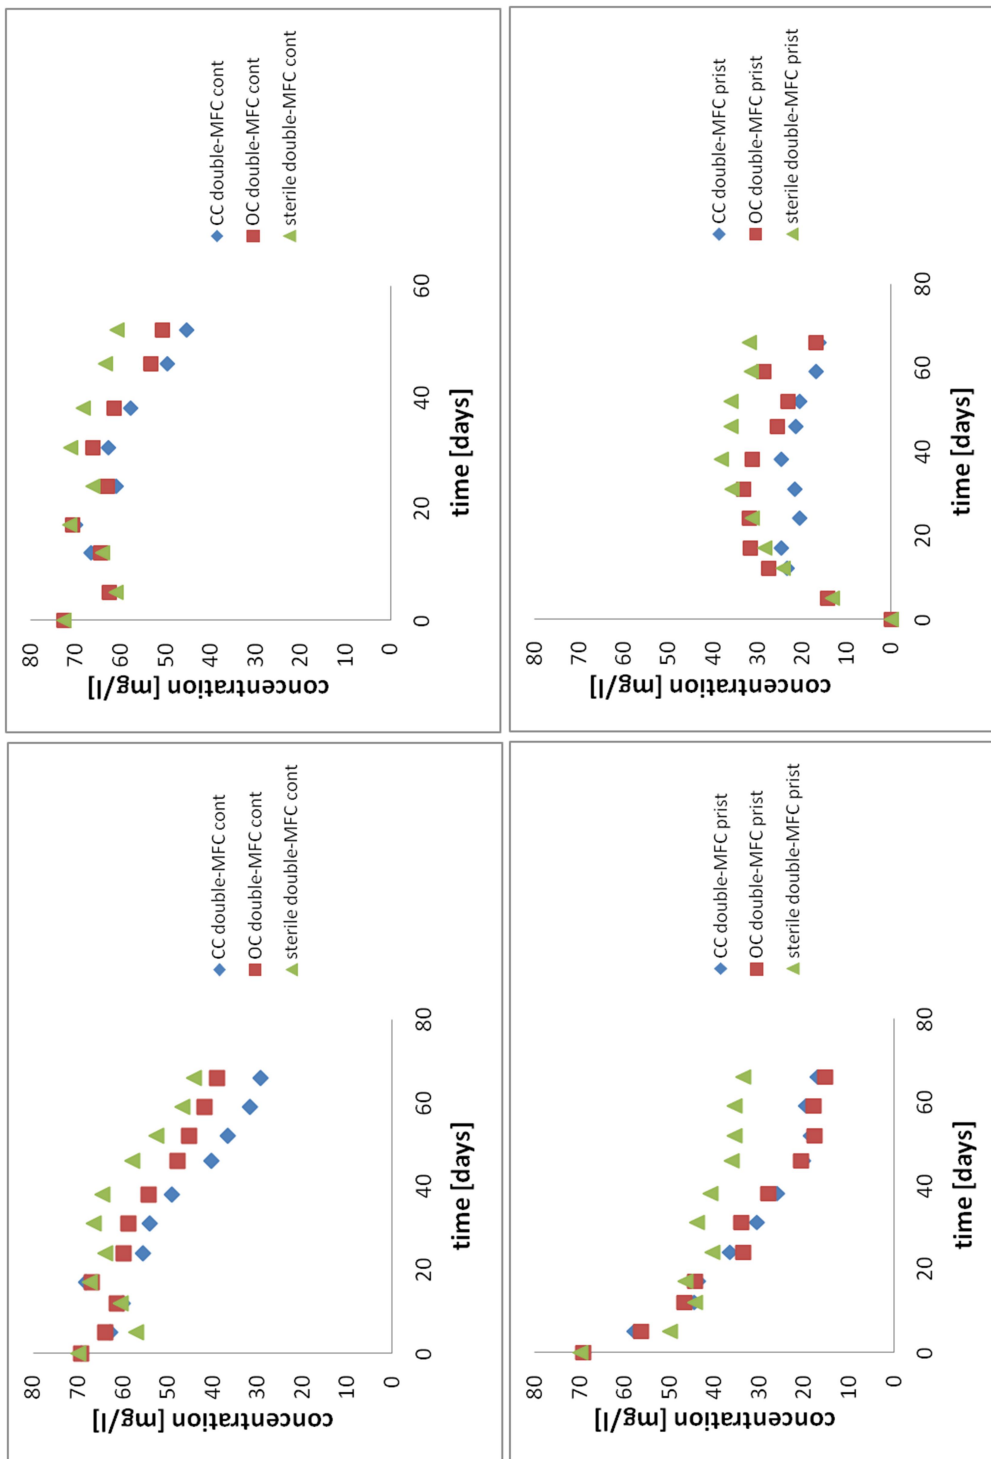 concentration [mg/l]
80
70
60
50
40
30
20
10
0
0 20 40 60 80
time [days]
CC double-MFC cont
OC double-MFC cont
sterile double-MFC cont
concentration [mg/l]
80
70
60
50
40
30
20
10
0
0 20 40 60
time [days]
CC double-MFC cont
OC double-MFC cont
sterile double-MFC cont
concentration [mg/l]
80
70
60
50
40
30
20
10
0
0 20 40 60 80
time [days]
CC double-MFC prist
OC double-MFC prist
sterile double-MFC prist
concentration [mg/l]
80
70
60
50
40
30
20
10
0
0 20 40 60 80
time [days]
CC double-MFC prist
OC double-MFC prist
sterile double-MFC prist